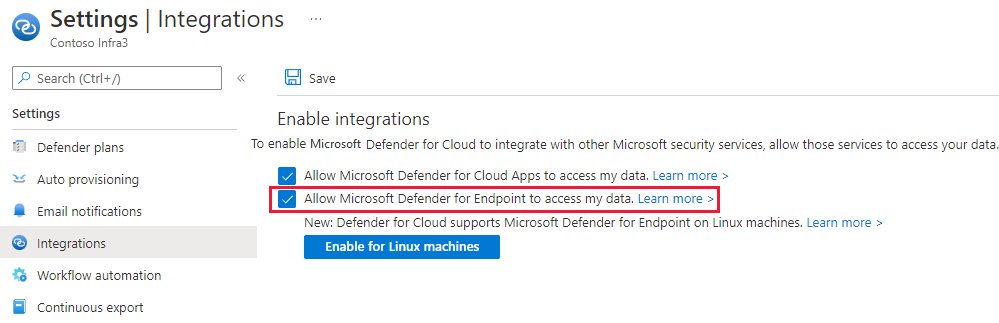 Settings | Integrations ...
Contoso Infra3
Search (Ctrl+/)
«
Settings
Defender plans
Auto provisioning
Email notifications
Integrations
Workflow automation
Continuous export
Save
Enable integrations
To enable Microsoft Defender for Cloud to integrate with other Microsoft security services, allow those services to access your data.
Allow Microsoft Defender for Cloud Apps to access my data. Learn more >
Allow Microsoft Defender for Endpoint to access my data. Learn more >
New: Defender for Cloud supports Microsoft Defender for Endpoint on Linux machines. Learn more >
Enable for Linux machines